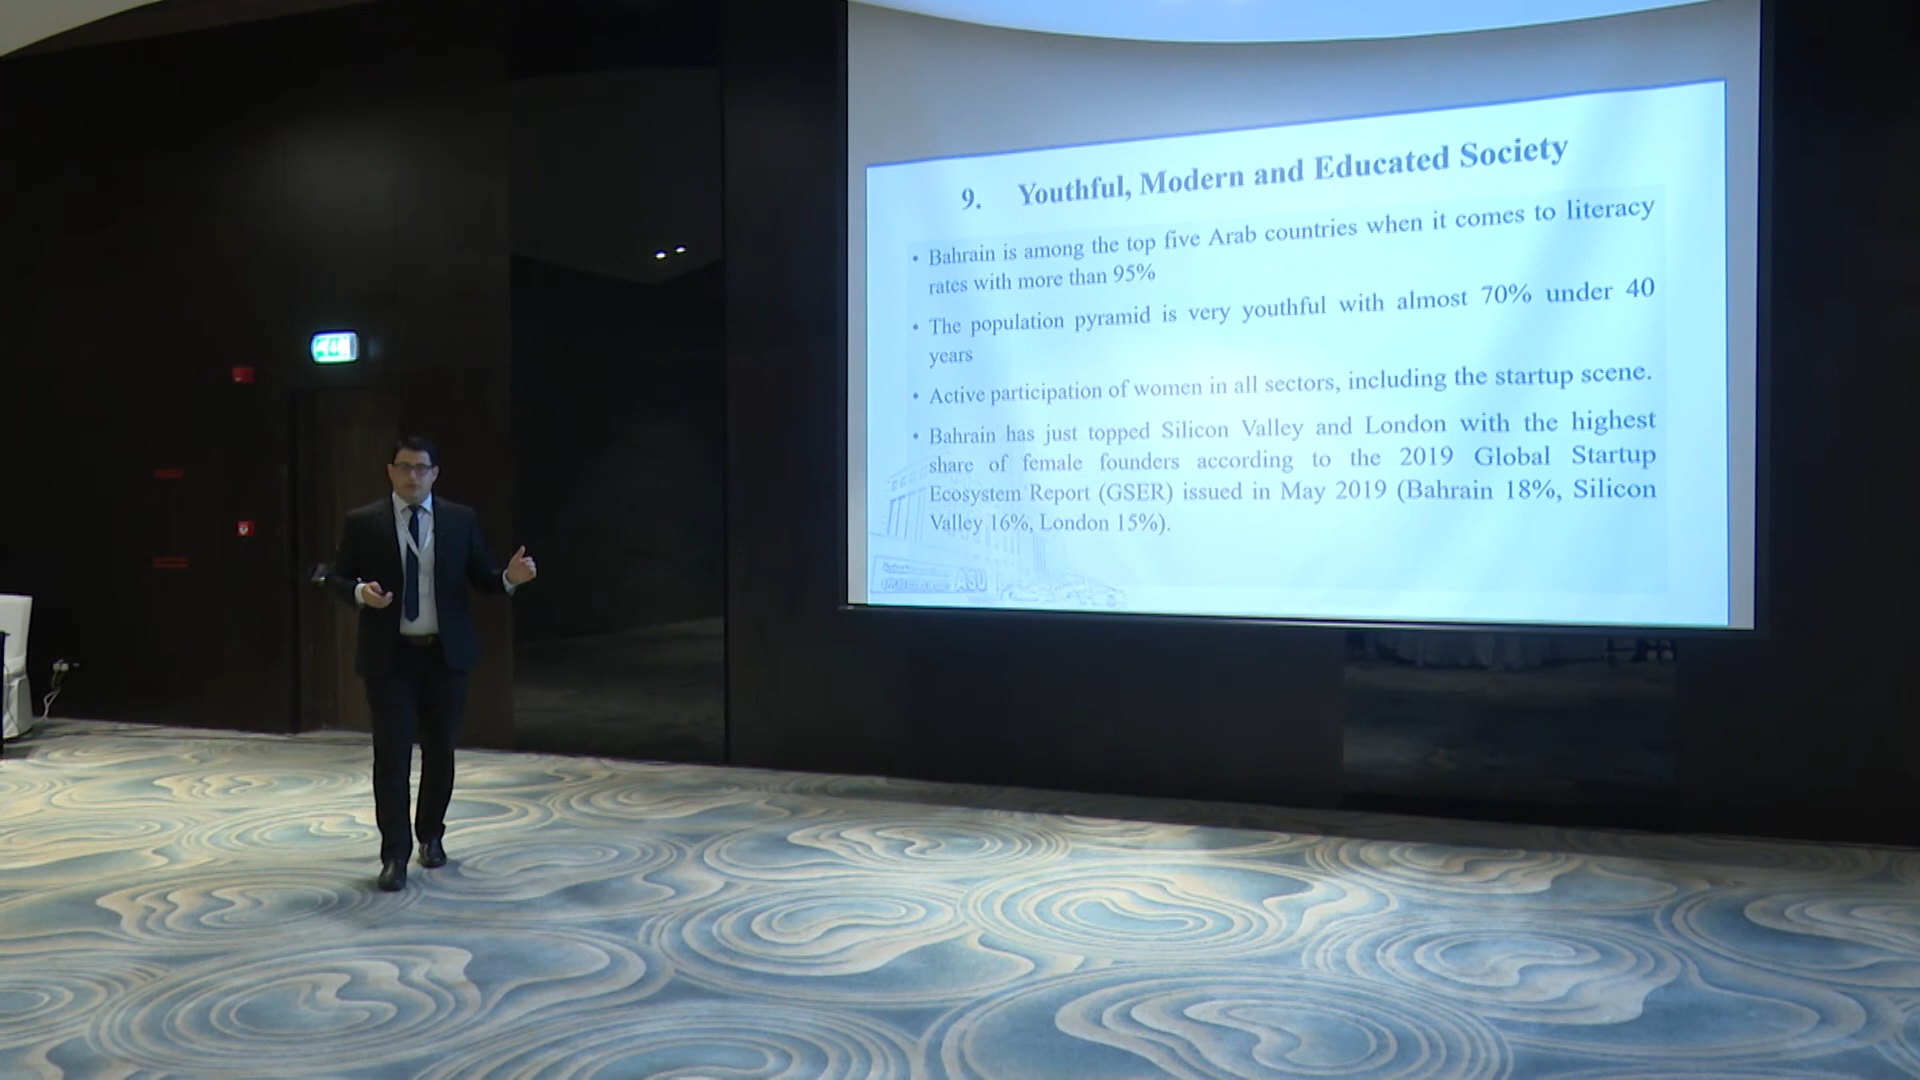 9. Youthful, Modern and Educated Society
• Bahrain is among the top five Arab countries when it comes to literacy
rates with more than 95%
• The population pyramid is very youthful with almost 70% under 40
years
• Active participation of women in all sectors, including the startup scene.
• Bahrain has just topped Silicon Valley and London with the highest
share of female founders according to the 2019 Global Startup
Ecosystem Report (GSER) issued in May 2019 (Bahrain 18%, Silicon
Valley 16%, London 15%).
ASU